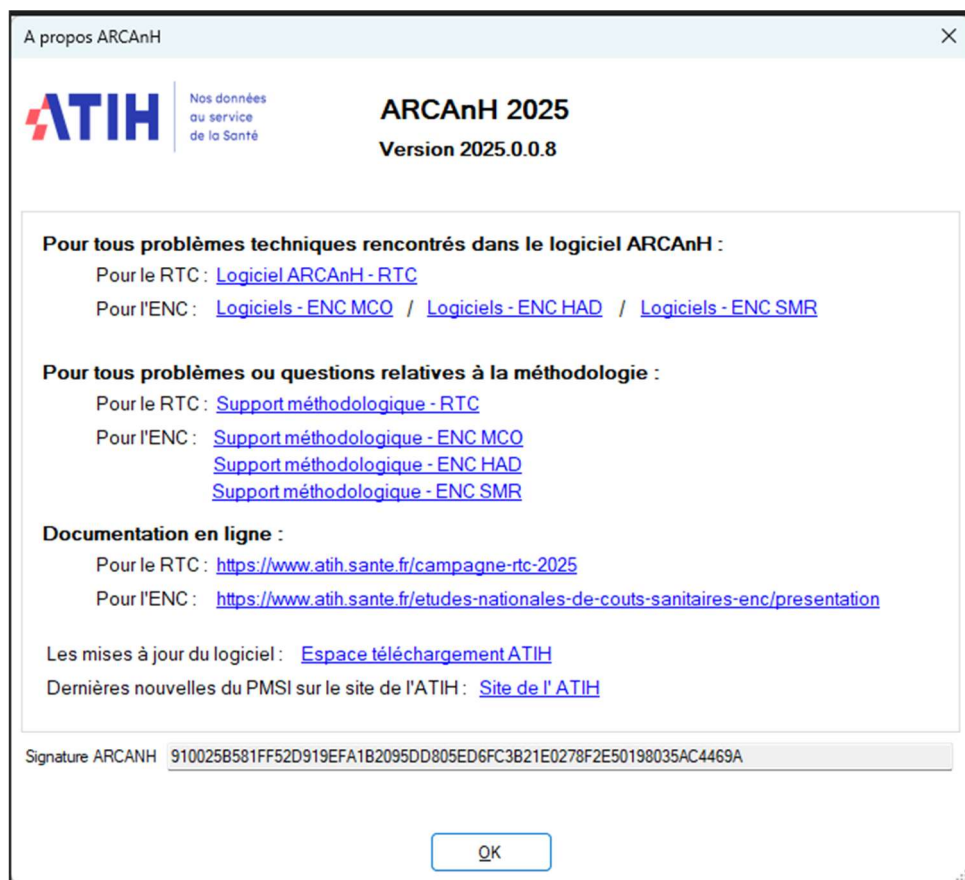 A propos ARCAnH
ATIH
Nos données
au service
de la Santé
ARCAnH 2025
Version 2025.0.0.8
Pour tous problèmes techniques rencontrés dans le logiciel ARCAnH :
Pour le RTC : Logiciel ARCAnH - RTC
Pour l'ENC : Logiciels - ENC MCO / Logiciels - ENC HAD / Logiciels - ENC SMR
Pour tous problèmes ou questions relatives à la méthodologie :
Pour le RTC : Support méthodologique - RTC
Pour l'ENC : Support méthodologique - ENC MCO
Support méthodologique - ENC HAD
Support méthodologique - ENC SMR
Documentation en ligne :
Pour le RTC : https://www.atih.sante.fr/campagne-rtc-2025
Pour l'ENC : https://www.atih.sante.fr/etudes-nationales-de-couts-sanitaires-enc/presentation
Les mises à jour du logiciel : Espace téléchargement ATIH
Dernières nouvelles du PMSI sur le site de l'ATIH : Site de l' ATIH
Signature ARCANH 910025B581FF52D919EFA1B2095DD805ED6FC3B21E0278F2E50198035AC4469A
OK